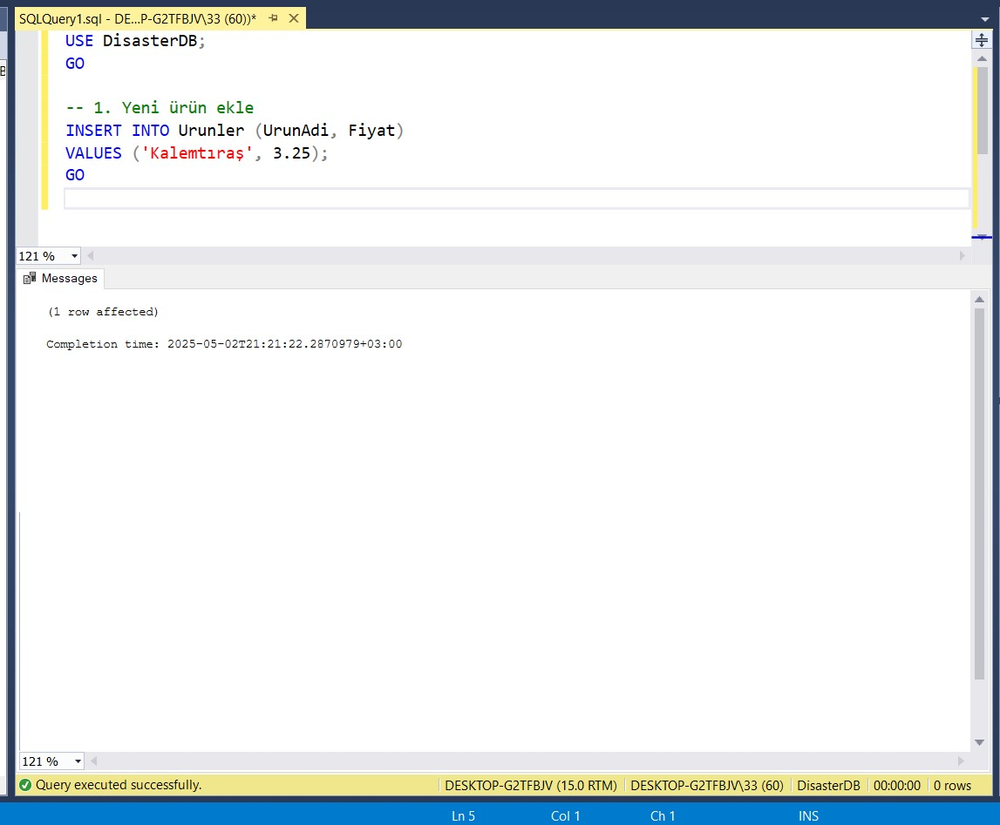 SQLQuery1.sql - DE...P-G2TFBJV\33 (60))*
USE DisasterDB;
GO
-- 1. Yeni ürün ekle
INSERT INTO Urunler (UrunAdi, Fiyat)
VALUES ('Kalemtıraş', 3.25);
GO
121 %
Messages
(1 row affected)
Completion time: 2025-05-02T21:21:22.2870979+03:00
121 %
Query executed successfully. DESKTOP-G2TFBJV (15.0 RTM) DESKTOP-G2TFBJV\33 (60) DisasterDB 00:00:00 0 rows
Ln 5 Col 1 Ch 1 INS